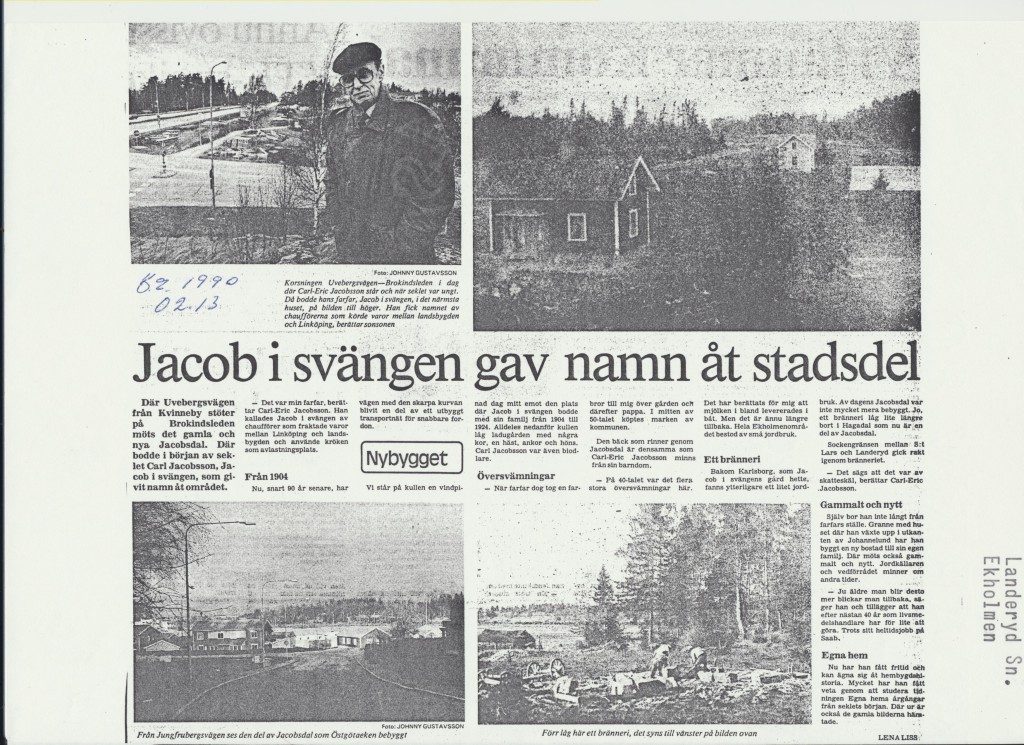 Foto: JOHNNY GUSTAVSSON
Korsningen Uvebergsvägen—Brokindsleden i dag
där Carl-Eric Jacobsson står och när seklet var ungt.
Då bodde hans farfar, Jacob i svängen, i det närmsta
huset, på bilden till höger. Han fick namnet av
chaufförerna som körde varor mellan landsbygden
och Linköping, berättar sonsonen
1990
02.13
Jacob i svängen gav namn åt stadsdel
Där Uvebergsvägen
från Kvinneby stöter
på Brokindsleden
möts det gamla och
nya Jacobsdal. Där
bodde i början av sek-
let Carl Jacobsson, Ja-
cob i svängen, som gi-
vit namn åt området.
— Det var min farfar, berät-
tar Carl-Eric Jacobsson. Han
kallades Jacob i svängen av
chaufförer som fraktade varor
mellan Linköping och lands-
bygden och använde kröken
som avlastningsplats.
Från 1904
Nu, snart 90 år senare, har
vägen med den skarpa kurvan
blivit en del av ett utbyggt
transportnät för snabbare for-
don.
Nybygget
Vi står på kullen en vindpi-
nad dag mitt emot den plats
där Jacob i svängen bodde
med sin familj från 1904 till
1924. Alldeles nedanför kullen
låg ladugården med några
kor, en häst, ankor och höns.
Carl Jacobsson var även biod-
lare.
Översvämningar
— När farfar dog tog en far-
bror till mig över gården och
därefter pappa. I mitten av
50-talet köptes marken av
kommunen.
Den bäck som rinner genom
Jacobsdal är densamma som
Carl-Eric Jacobsson minns
från sin barndom.
— På 40-talet var det flera
stora översvämningar här.
Det har berättats för mig att
mjölken in bland levererades i
båt. Men det är ännu längre
tillbaka. Hela Ekholmenområ-
det bestod av små jordbruk.
Ett bränneri
Bakom Karlsborg, som Ja-
cob i svängens gård hette,
fanns ytterligare ett litet jord-
bruk. Av dagens Jacobsdal var
inte mycket mera bebyggt. Jo,
ett bränneri låg lite längre
bort i Hagadal som nu är en
del av Jacobsdal.
Sockengränsen mellan S:t
Lars och Landeryd gick rakt
igenom bränneriet.
— Det sägs att det var av
skatteskäl, berättar Carl-Eric
Jacobsson.
Gammalt och nytt
Själv bor han inte långt från
farfars ställe. Granne med hu-
set där han växte upp i utkan-
ten av Johannelund har han
byggt en ny bostad till sin egen
familj. Där möts också gam-
malt och nytt. Jordkällaren
och vedförrådet minner om
andra tider.
— Ju äldre man blir desto
mer blickar man tillbaka, sä-
ger han och tillägger att han
efter nästan 40 år som livsme-
delshandlare har för lite att
göra. Trots sitt heltidsjobb på
Saab.
Egna hem
Nu har han fått fritid och
kan ägna sig åt hembygdshi-
storia. Mycket har han fått
veta genom att studera tid-
ningen Egna hems årgångar
från seklets början. Där ur är
också de gamla bilderna häm-
tade.
LENA LISS
Foto: JOHNNY GUSTAVSSON
Från Jungfrubergsvägen ses den del av Jacobsdal som Östgötaeken bebyggt
Förr låg här ett bränneri, det syns till vänster på bilden ovan
Landeryd Sn.
Ekholmen